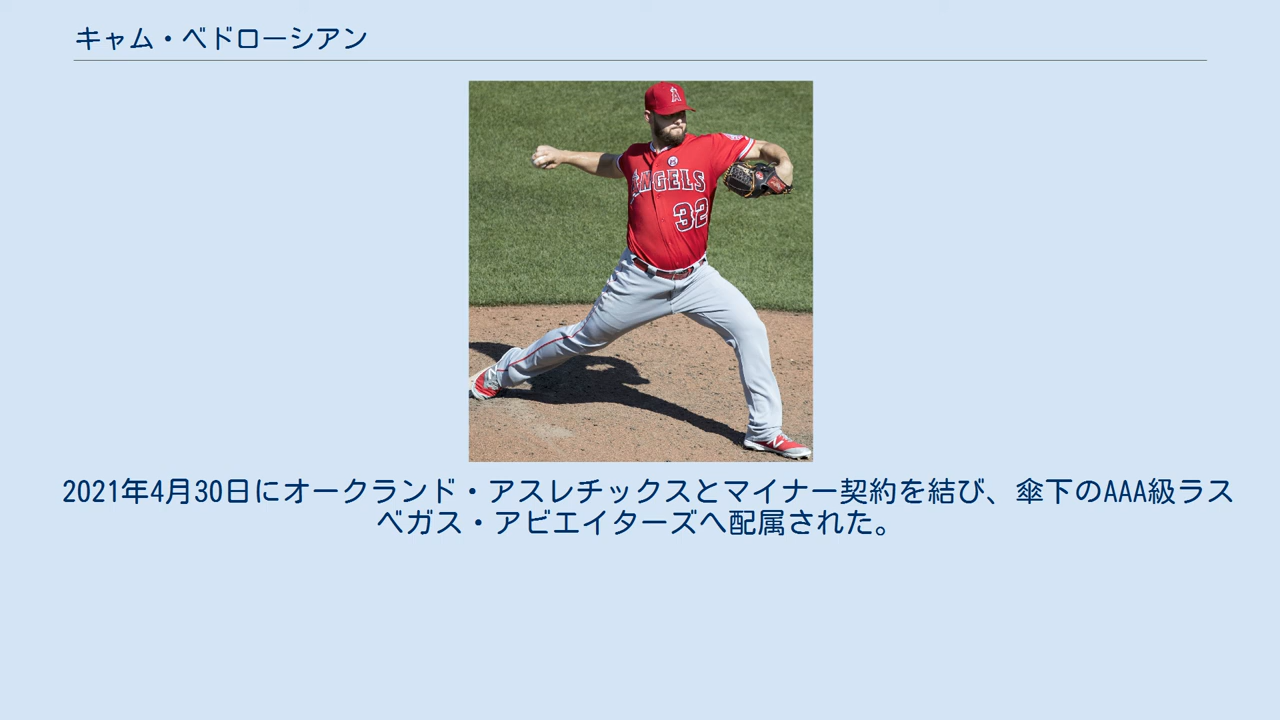 キャム・ベドローシアン
A
ANGELS
32
2021年4月30日にオークランド・アスレチックスとマイナー契約を結び、傘下のAAA級ラス
ベガス・アビエイターズへ配属された。